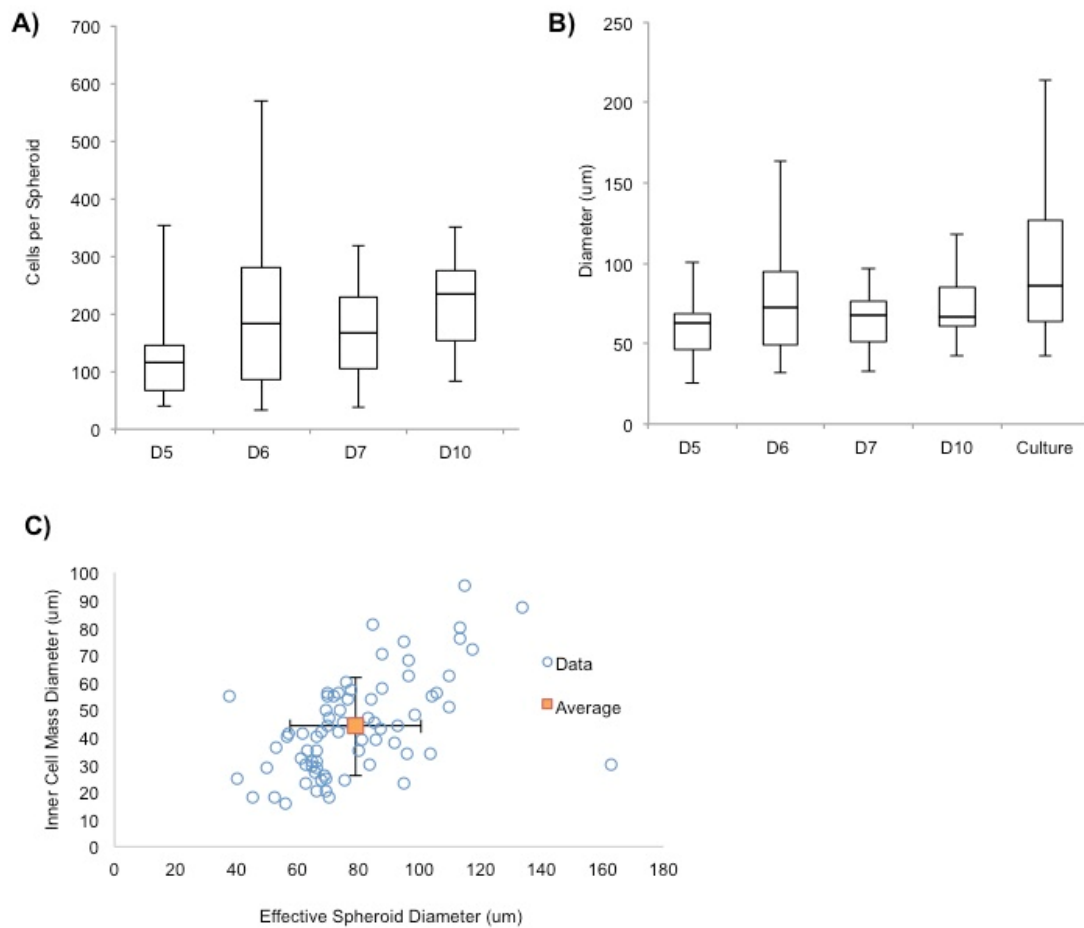 A)
Cells per Spheroid
700
600
500
400
300
200
100
0
D5 D6 D7 D10
B)
Diameter (um)
250
200
150
100
50
0
D5 D6 D7 D10 Culture
C)
Inner Cell Mass Diameter (um)
100
90
80
70
60
50
40
30
20
10
0
0 20 40 60 80 100 120 140 160 180
Effective Spheroid Diameter (um)
Data
Average